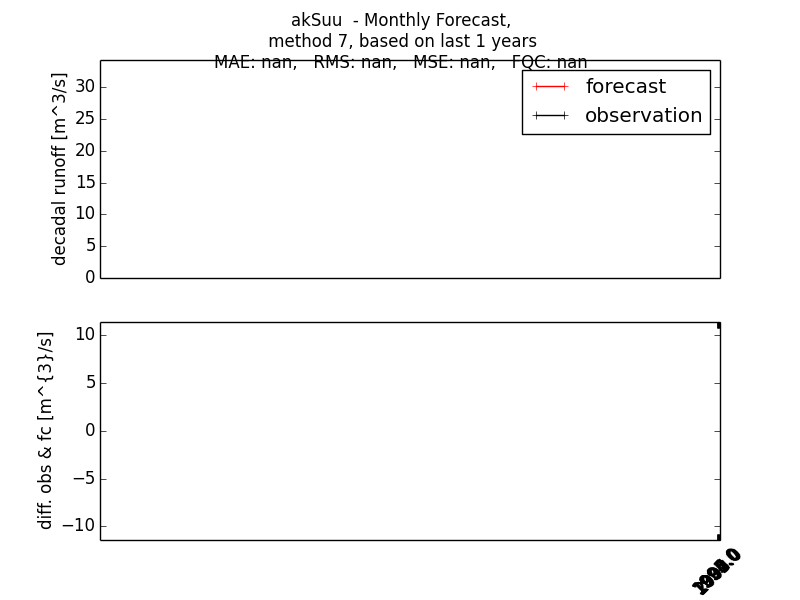 akSuu - Monthly Forecast,
method 7, based on last 1 years
MAE: nan, RMS: nan, MSE: nan, FQC: nan
decadal runoff [m^3/s]
30
25
20
15
10
5
0
forecast
observation
diff. obs & fc [m^{3}/s]
10
5
0
−5
−10